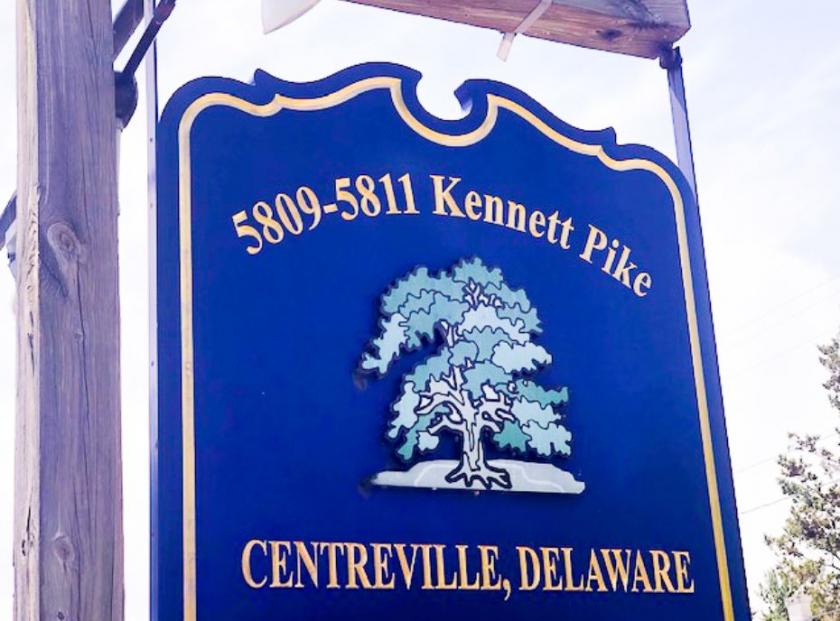 5809-5811 Kennett Pike
CENTREVILLE, DELAWARE